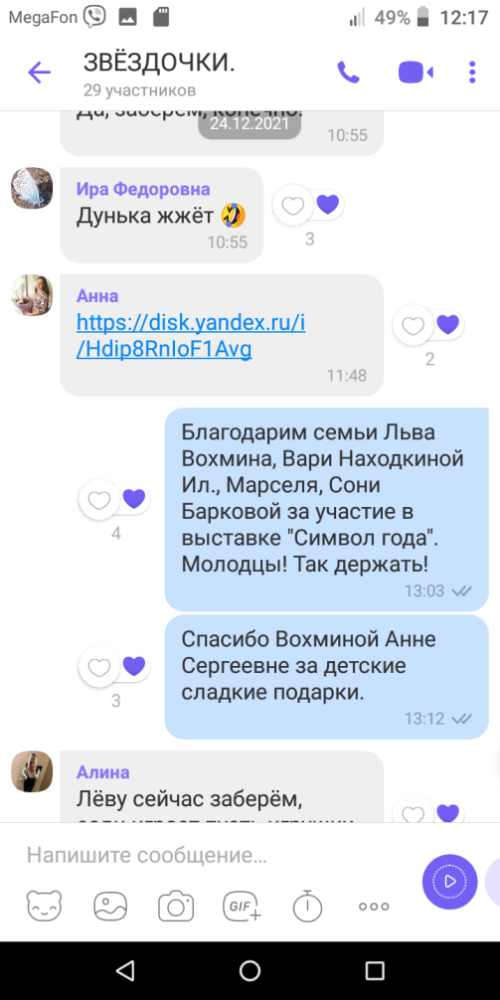 MegaFon 49% 12:17
ЗВЁЗДОЧКИ.
29 участников
Да, заберём, конечно!
24.12.2021
10:55
Ира Федоровна
Дунька жжёт 🤣
10:55
3
Анна
https://disk.yandex.ru/i
/Hdip8RnIoF1Avg
11:48
2
Благодарим семьи Льва
Вохмина, Вари Находкиной
Ил., Марселя, Сони
Барковой за участие в
выставке "Символ года".
Молодцы! Так держать!
13:03
4
Спасибо Вохминой Анне
Сергеевне за детские
сладкие подарки.
13:12
3
Алина
Лёву сейчас заберём,
Напишите сообщение...
GIF